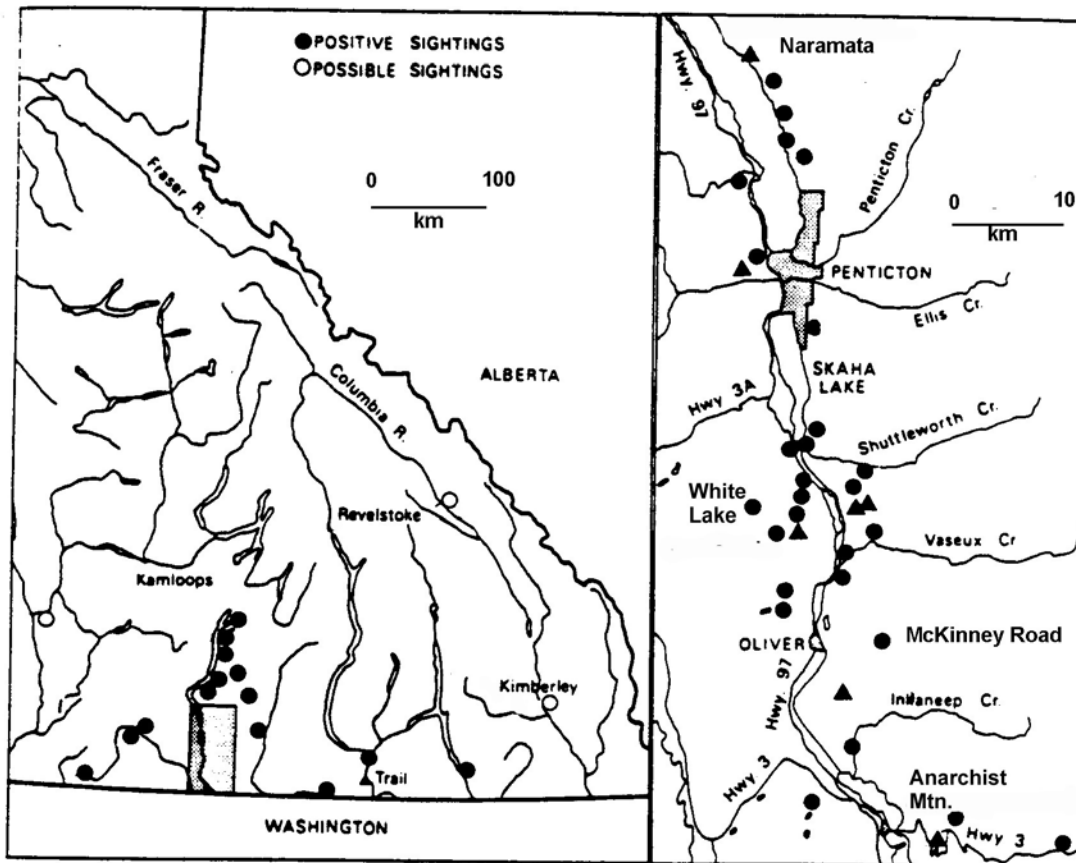 POSITIVE SIGHTINGS
POSSIBLE SIGHTINGS
0 100
km
Fraser R.
ALBERTA
Columbia R.
Revelstoke
Kamloops
Kimberley
Trail
WASHINGTON
Naramata
Hwy. 97
Penticton Cr.
0 10
km
PENTICTON
Ellis Cr.
SKAHA
LAKE
Hwy 3A
Shuttleworth Cr.
White
Lake
Vaseux Cr
McKinney Road
OLIVER
Hwy 97
Cr.
Hwy 3
Anarchist
Mtn.
Hwy 3